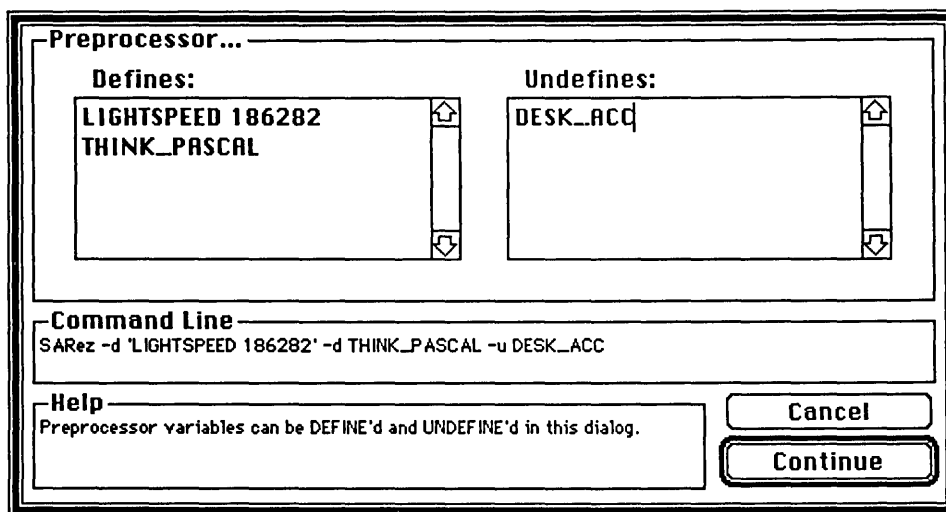 Preprocessor...
Defines:
Undefines:
LIGHTSPEED 186282
THINK_PASCAL
DESK_ACC
Command Line
SARez -d 'LIGHTSPEED 186282' -d THINK_PASCAL -u DESK_ACC
Help
Preprocessor variables can be DEFINE'd and UNDEFINE'd in this dialog.
Cancel
Continue